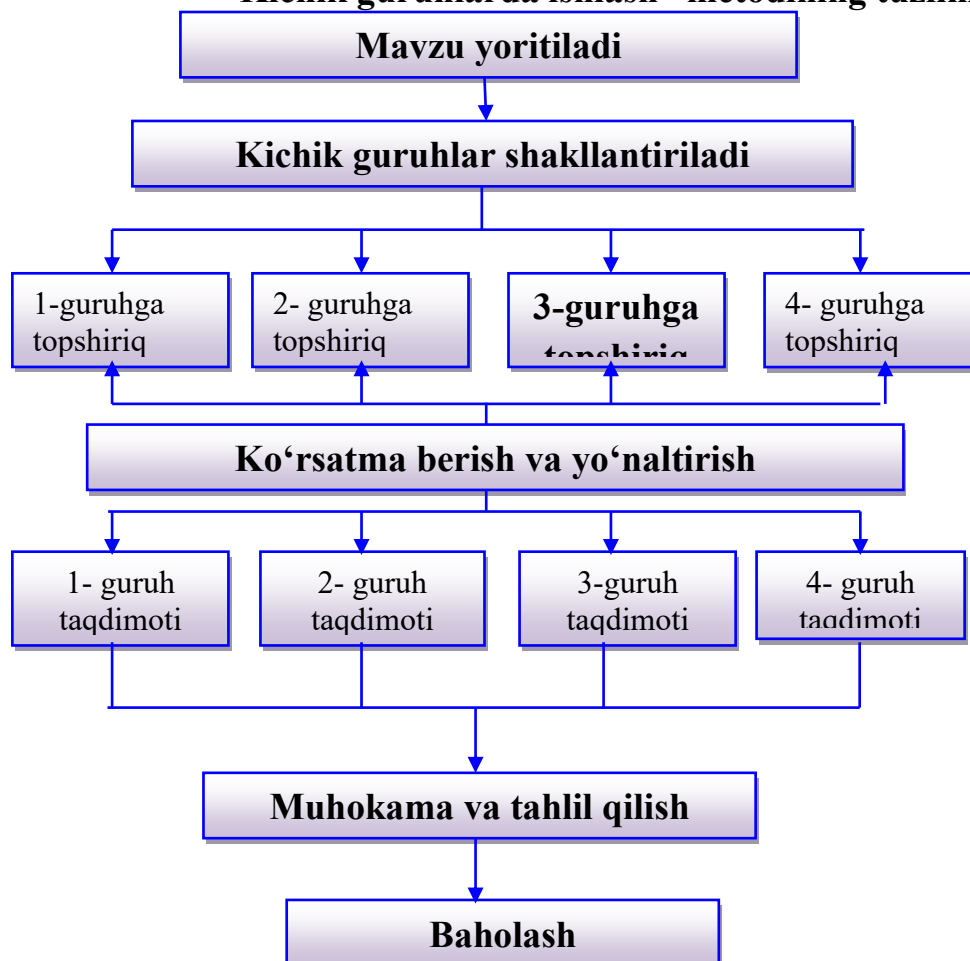 Mavzu yoritiladi
Kichik guruhlar shakllantiriladi
1-guruhga
topshiriq
2- guruhga
topshiriq
3-guruhga
topshiriq
4- guruhga
topshiriq
Ko‘rsatma berish va yo‘naltirish
1- guruh
taqdimoti
2- guruh
taqdimoti
3-guruh
taqdimoti
4- guruh
taqdimoti
Muhokama va tahlil qilish
Baholash